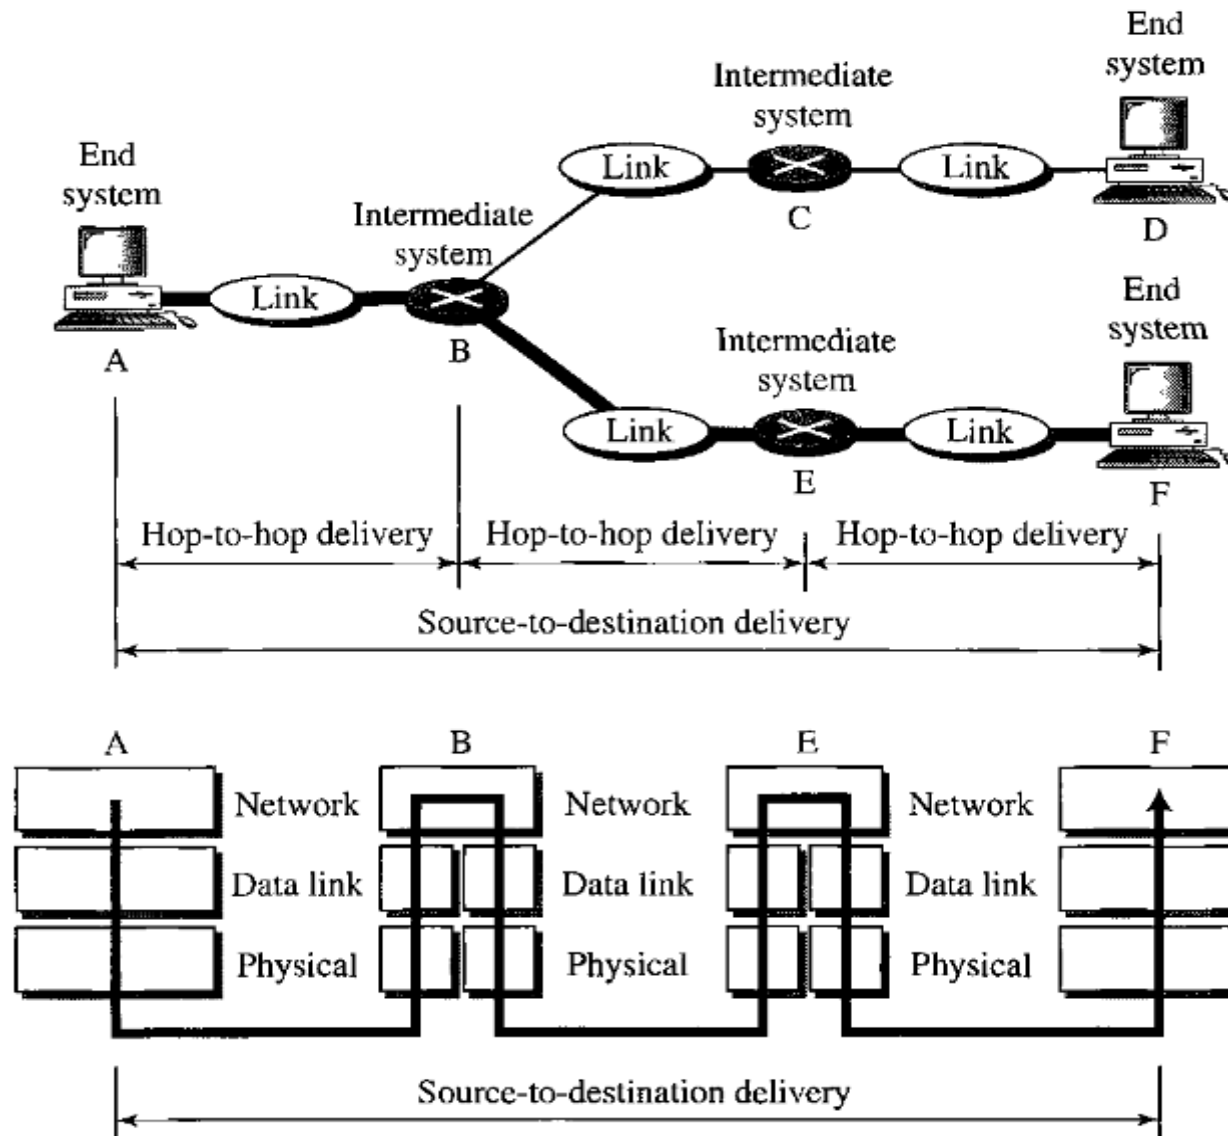 End
system
Intermediate
system
End
system
Link
C
Link
D
Intermediate
system
Link
A
B
End
system
Intermediate
system
Link
E
Link
F
Hop-to-hop delivery
Hop-to-hop delivery
Hop-to-hop delivery
Source-to-destination delivery
A
B
E
F
Network
Network
Network
Data link
Data link
Data link
Physical
Physical
Physical
Source-to-destination delivery